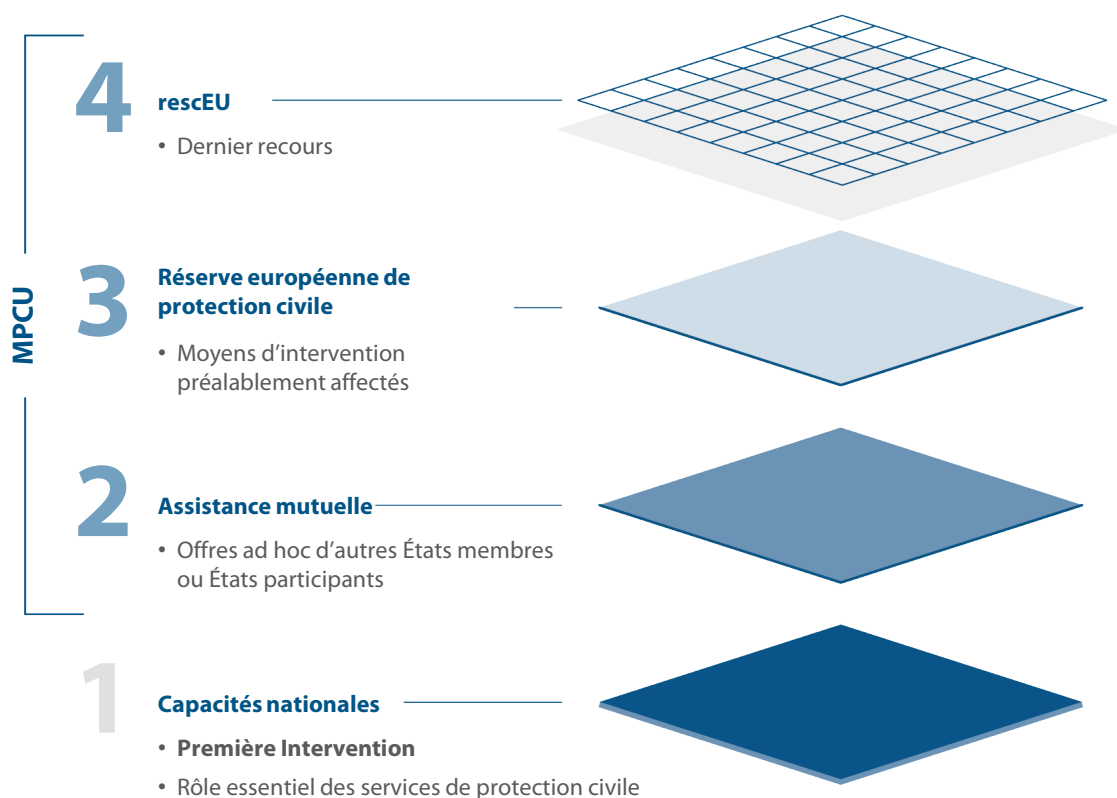 MPCU
4
rescEU
• Dernier recours
3
Réserve européenne de
protection civile
• Moyens d’intervention
préalablement affectés
2
Assistance mutuelle
• Offres ad hoc d’autres États membres
ou États participants
1
Capacités nationales
• Première Intervention
• Rôle essentiel des services de protection civile